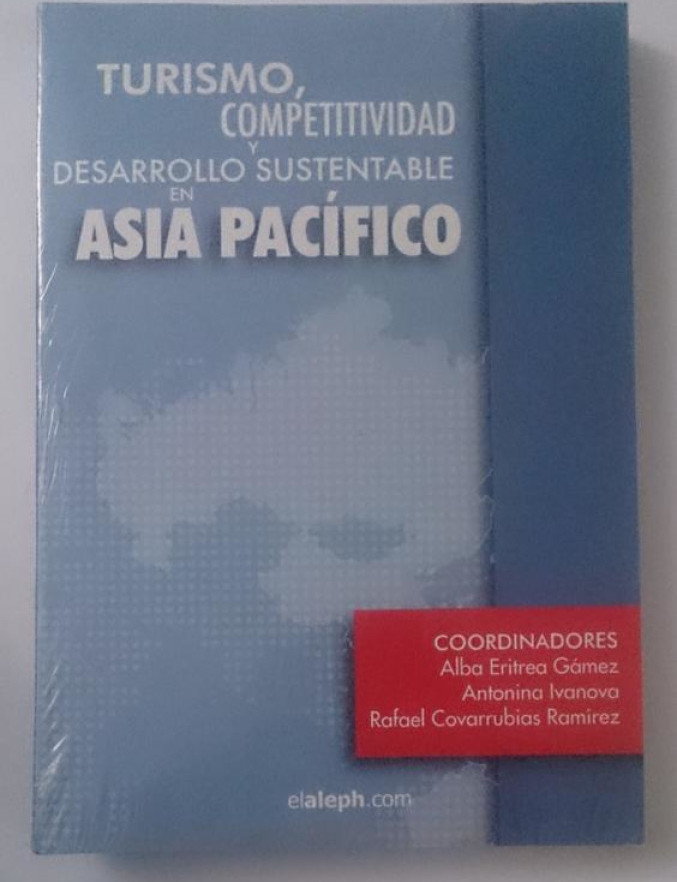 TURISMO,
COMPETITIVIDAD
Y
DESARROLLO SUSTENTABLE
EN
ASIA PACÍFICO
COORDINADORES
Alba Eritrea Gámez
Antonina Ivanova
Rafael Covarrubias Ramírez
elaleph.com